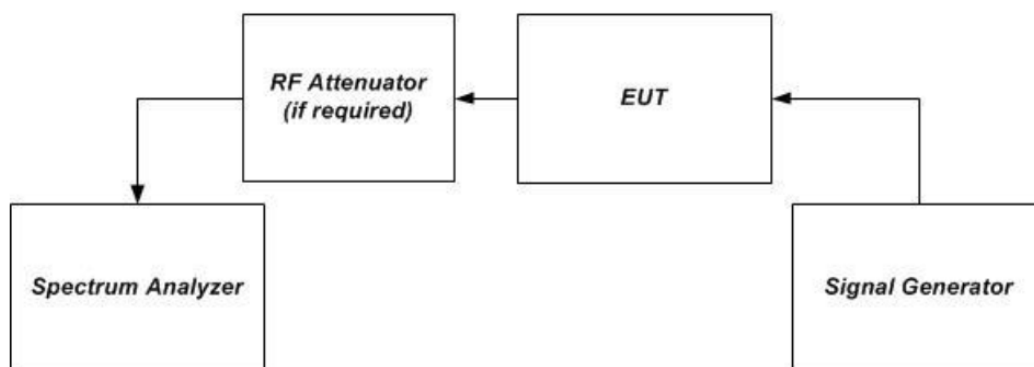 RF Attenuator
(if required)
EUT
Spectrum Analyzer
Signal Generator